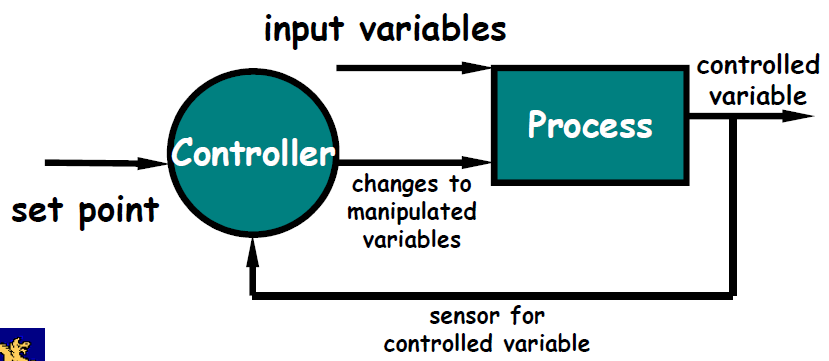 input variables
controlled
variable
Process
Controller
changes to
manipulated
variables
set point
sensor for
controlled variable